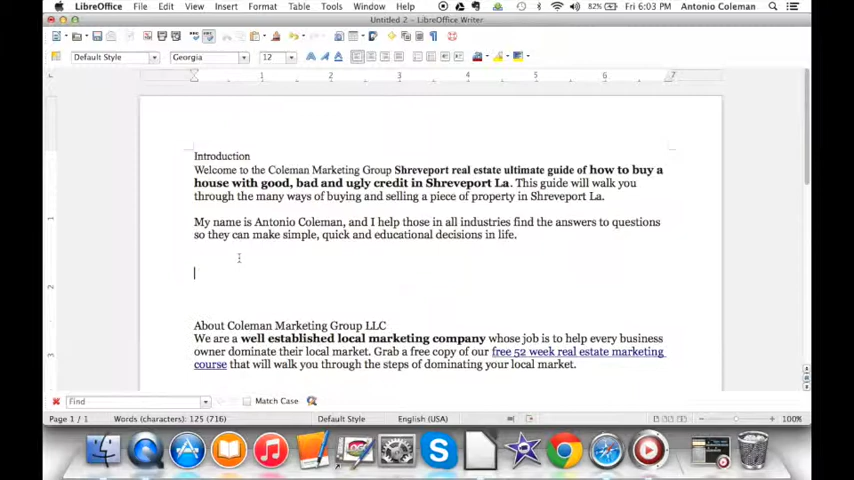 LibreOffice File Edit View Insert Format Table Tools Window Help 82% Fri 6:03 PM Antonio Coleman
Untitled 2 - LibreOffice Writer
Default Style Georgia 12
1 2 3 4 5 6 7
Introduction
Welcome to the Coleman Marketing Group Shreveport real estate ultimate guide of how to buy a
house with good, bad and ugly credit in Shreveport La. This guide will walk you
through the many ways of buying and selling a piece of property in Shreveport La.
My name is Antonio Coleman, and I help those in all industries find the answers to questions
so they can make simple, quick and educational decisions in life.
About Coleman Marketing Group LLC
We are a well established local marketing company whose job is to help every business
owner dominate their local market. Grab a free copy of our free 52 week real estate marketing
course that will walk you through the steps of dominating your local market.
Find Match Case
Page 1 / 1 Words (characters): 125 (716) Default Style English (USA) 100%